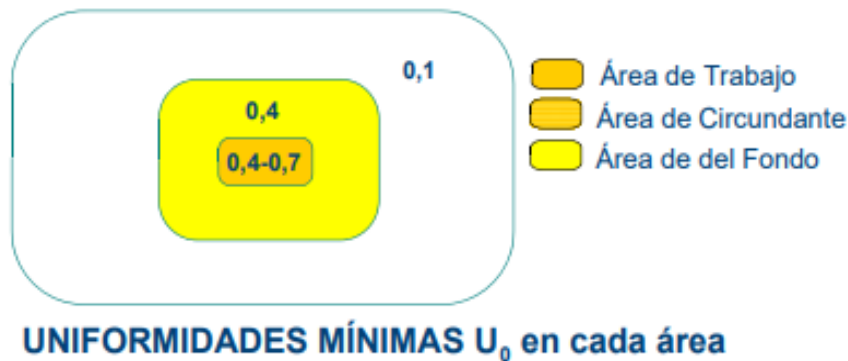 0,1
0,4
0,4-0,7
Área de Trabajo
Área de Circundante
Área de del Fondo
UNIFORMIDADES MÍNIMAS U₀ en cada área